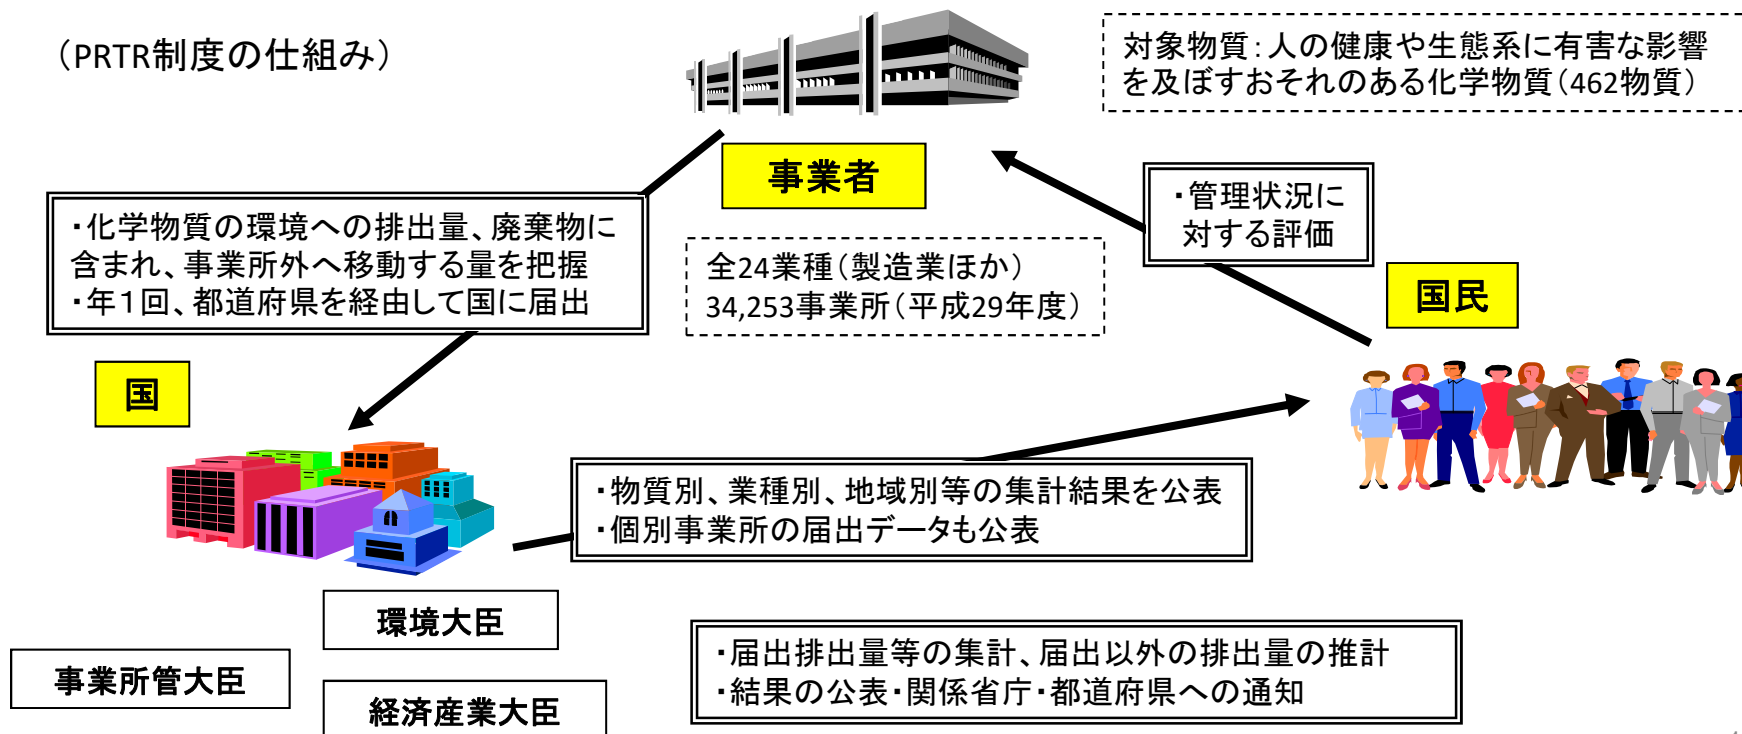 （PRTR制度の仕組み）
対象物質：人の健康や生態系に有害な影響
を及ぼすおそれのある化学物質（462物質）
事業者
・管理状況に
対する評価
・化学物質の環境への排出量、廃棄物に
含まれ、事業所外へ移動する量を把握
・年１回、都道府県を経由して国に届出
全24業種（製造業ほか）
34,253事業所（平成29年度）
国民
国
・物質別、業種別、地域別等の集計結果を公表
・個別事業所の届出データも公表
環境大臣
事業所管大臣
経済産業大臣
・届出排出量等の集計、届出以外の排出量の推計
・結果の公表・関係省庁・都道府県への通知